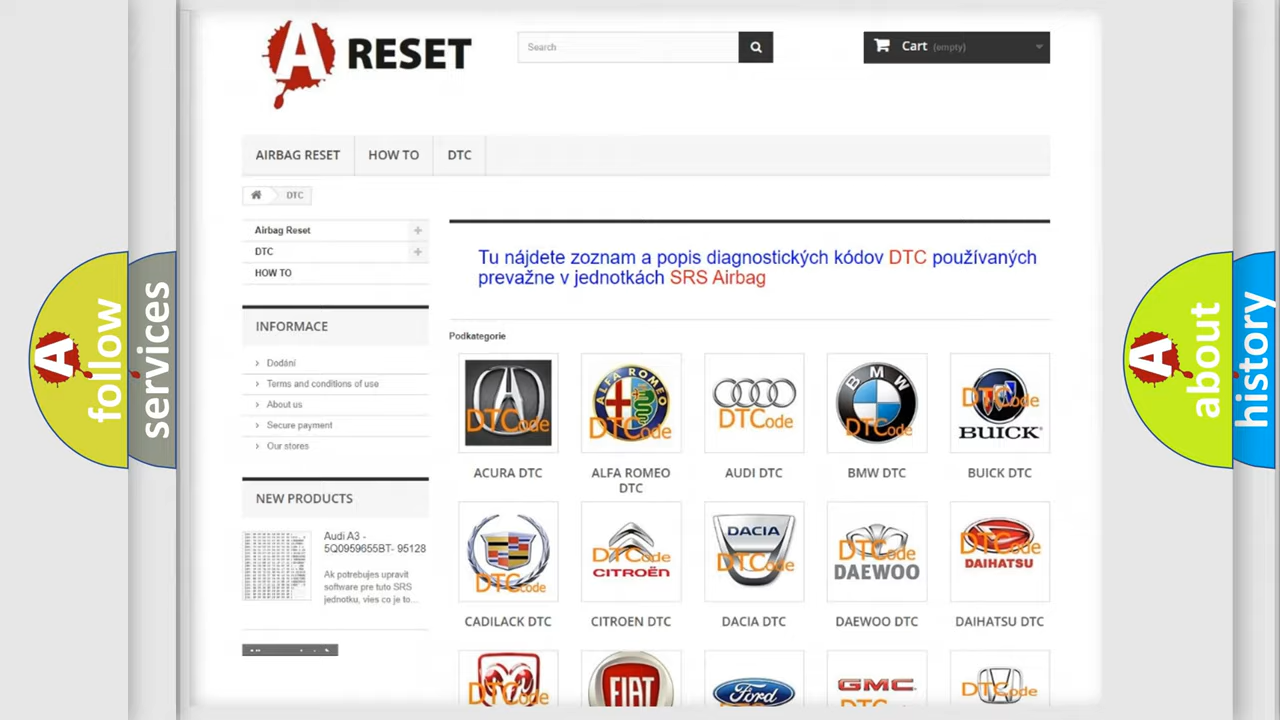 A RESET
Search
Cart (empty)
AIRBAG RESET
HOW TO
DTC
DTC
Airbag Reset
DTC
HOW TO
INFORMACE
Dodání
Terms and conditions of use
About us
Secure payment
Our stores
NEW PRODUCTS
Audi A3 -
5Q0959655BT- 95128
Ak potrebujes upravit
software pre tuto SRS
jednotku, vies co je to...
Tu nájdete zoznam a popis diagnostických kódov DTC používaných
prevažne v jednotkách SRS Airbag
Podkategorie
DTCode
ALFA ROMEO
DTCode
DTCode
BMW
DTCode
DTCode
BUICK
ACURA DTC
ALFA ROMEO
DTC
AUDI DTC
BMW DTC
BUICK DTC
DTCode
DTCode
CITROËN
DACIA
DTCode
DTCode
DAEWOO
DTCode
DAIHATSU
CADILACK DTC
CITROEN DTC
DACIA DTC
DAEWOO DTC
DAIHATSU DTC
DTCode
FIAT
Ford
GMC
DTCode
A follow
services
A about
history